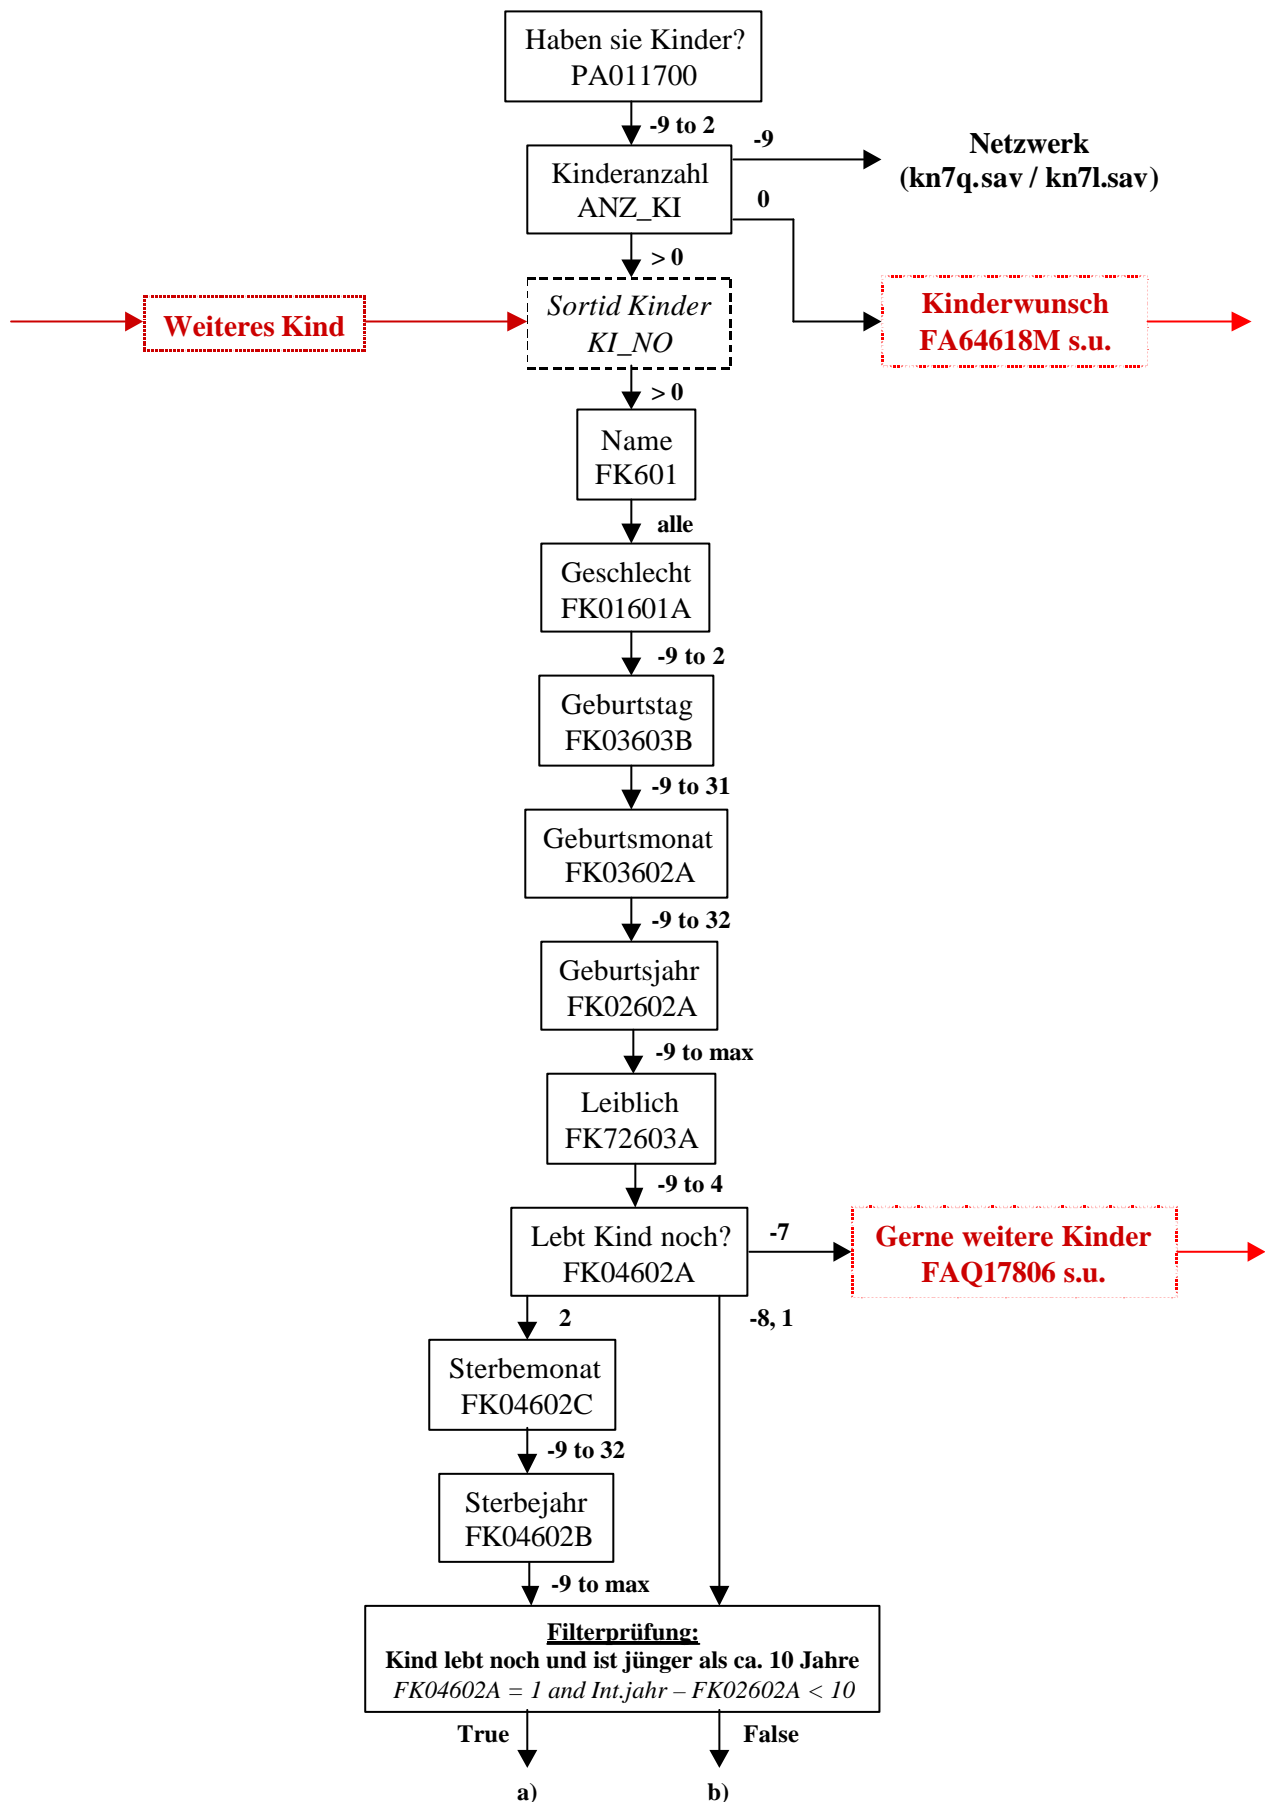 Haben sie Kinder?
PA011700
-9 to 2
Kinderanzahl
ANZ_KI
-9
Netzwerk
(kn7q.sav / kn7l.sav)
0
> 0
Weiteres Kind
Sortid Kinder
KI_NO
Kinderwunsch
FA64618M s.u.
> 0
Name
FK601
alle
Geschlecht
FK01601A
-9 to 2
Geburtstag
FK03603B
-9 to 31
Geburtsmonat
FK03602A
-9 to 32
Geburtsjahr
FK02602A
-9 to max
Leiblich
FK72603A
-9 to 4
Lebt Kind noch?
FK04602A
-7
Gerne weitere Kinder
FAQ17806 s.u.
2
-8, 1
Sterbemonat
FK04602C
-9 to 32
Sterbejahr
FK04602B
-9 to max
Filterprüfung:
Kind lebt noch und ist jünger als ca. 10 Jahre
FK04602A = 1 and Int.jahr – FK02602A < 10
True
False
a)
b)